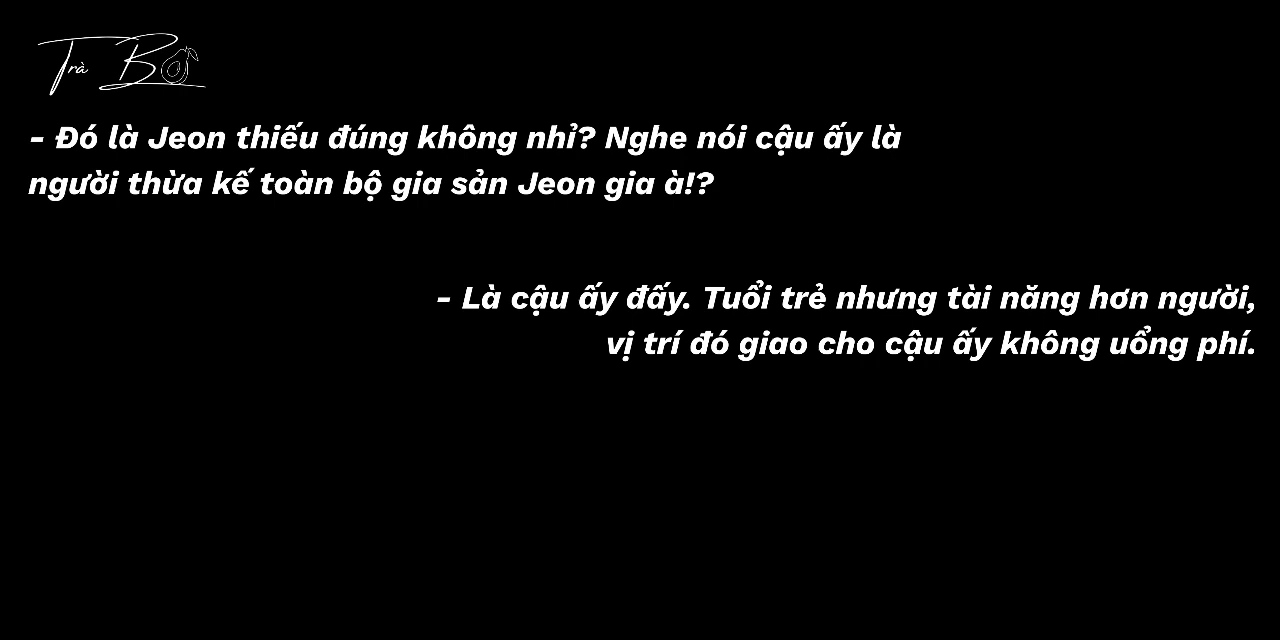 Trà Bơ
- Đó là Jeon thiếu đúng không nhỉ? Nghe nói cậu ấy là
người thừa kế toàn bộ gia sản Jeon gia à!?
- Là cậu ấy đấy. Tuổi trẻ nhưng tài năng hơn người,
vị trí đó giao cho cậu ấy không uổng phí.